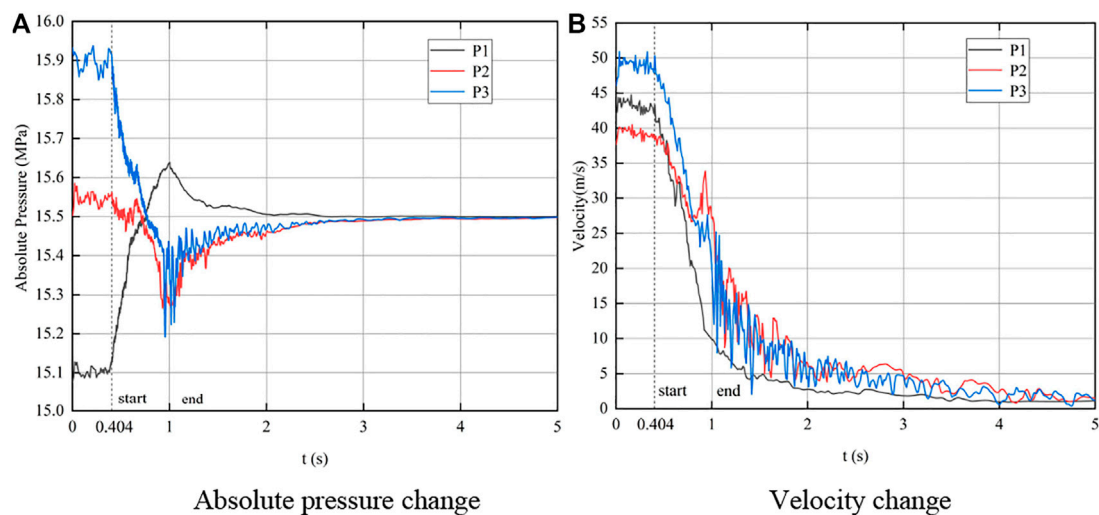 A
Absolute Pressure (MPa)
16.0
15.9
15.8
15.7
15.6
15.5
15.4
15.3
15.2
15.1
15.0
P1
P2
P3
start
end
0
0.404
1
2
3
4
5
t (s)
Absolute pressure change
B
Velocity(m/s)
55
50
45
40
35
30
25
20
15
10
5
0
P1
P2
P3
start
end
0
0.404
1
2
3
4
5
t (s)
Velocity change